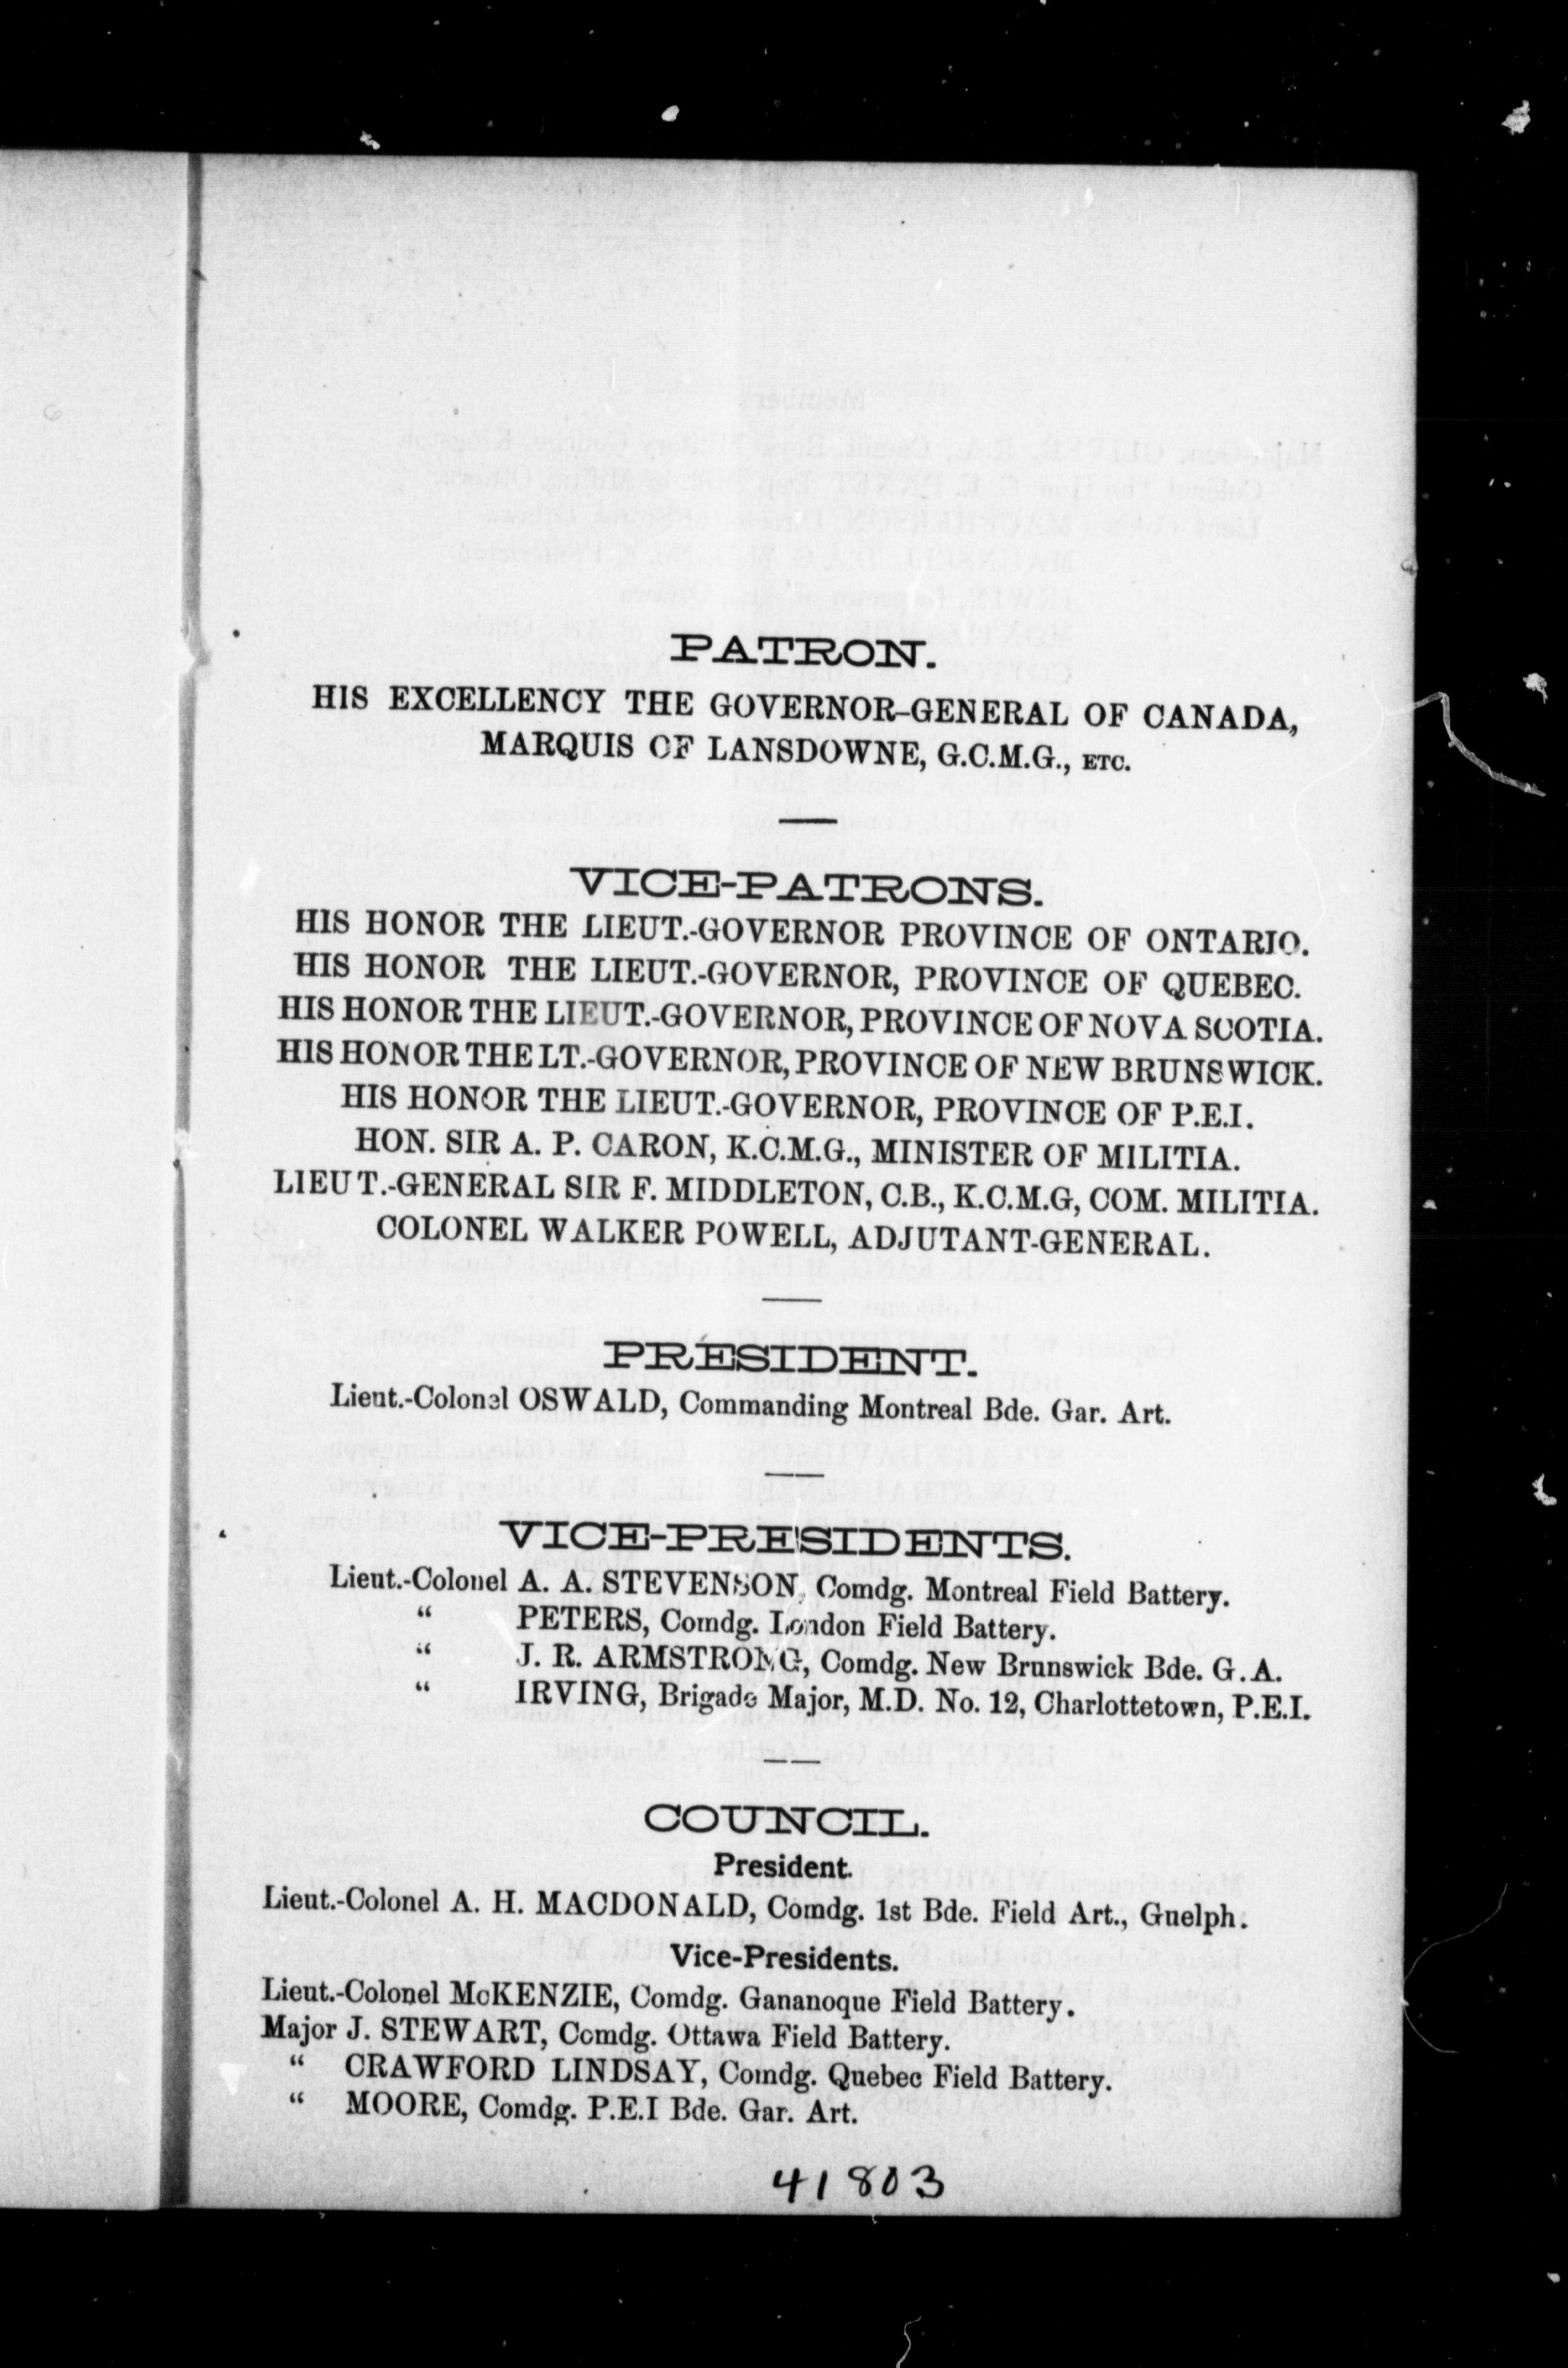 PATRON.
HIS EXCELLENCY THE GOVERNOR-GENERAL OF CANADA,
MARQUIS OF LANSDOWNE, G.C.M.G., ETC.
VICE-PATRONS.
HIS HONOR THE LIEUT.-GOVERNOR PROVINCE OF ONTARIO.
HIS HONOR THE LIEUT.-GOVERNOR, PROVINCE OF QUEBEC.
HIS HONOR THE LIEUT.-GOVERNOR, PROVINCE OF NOVA SCOTIA.
HIS HONOR THE LT.-GOVERNOR, PROVINCE OF NEW BRUNSWICK.
HIS HONOR THE LIEUT.-GOVERNOR, PROVINCE OF P.E.I.
HON. SIR A. P. CARON, K.C.M.G., MINISTER OF MILITIA.
LIEUT.-GENERAL SIR F. MIDDLETON, C.B., K.C.M.G, COM. MILITIA.
COLONEL WALKER POWELL, ADJUTANT-GENERAL.
PRESIDENT.
Lieut.-Colonel OSWALD, Commanding Montreal Bde. Gar. Art.
VICE-PRESIDENTS.
Lieut.-Colonel A. A. STEVENSON, Comdg. Montreal Field Battery.
“ PETERS, Comdg. London Field Battery.
“ J. R. ARMSTRONG, Comdg. New Brunswick Bde. G.A.
“ IRVING, Brigade Major, M.D. No. 12, Charlottetown, P.E.I.
COUNCIL.
President.
Lieut.-Colonel A. H. MACDONALD, Comdg. 1st Bde. Field Art., Guelph.
Vice-Presidents.
Lieut.-Colonel McKENZIE, Comdg. Gananoque Field Battery.
Major J. STEWART, Comdg. Ottawa Field Battery.
“ CRAWFORD LINDSAY, Comdg. Quebec Field Battery.
“ MOORE, Comdg. P.E.I Bde. Gar. Art.
41803